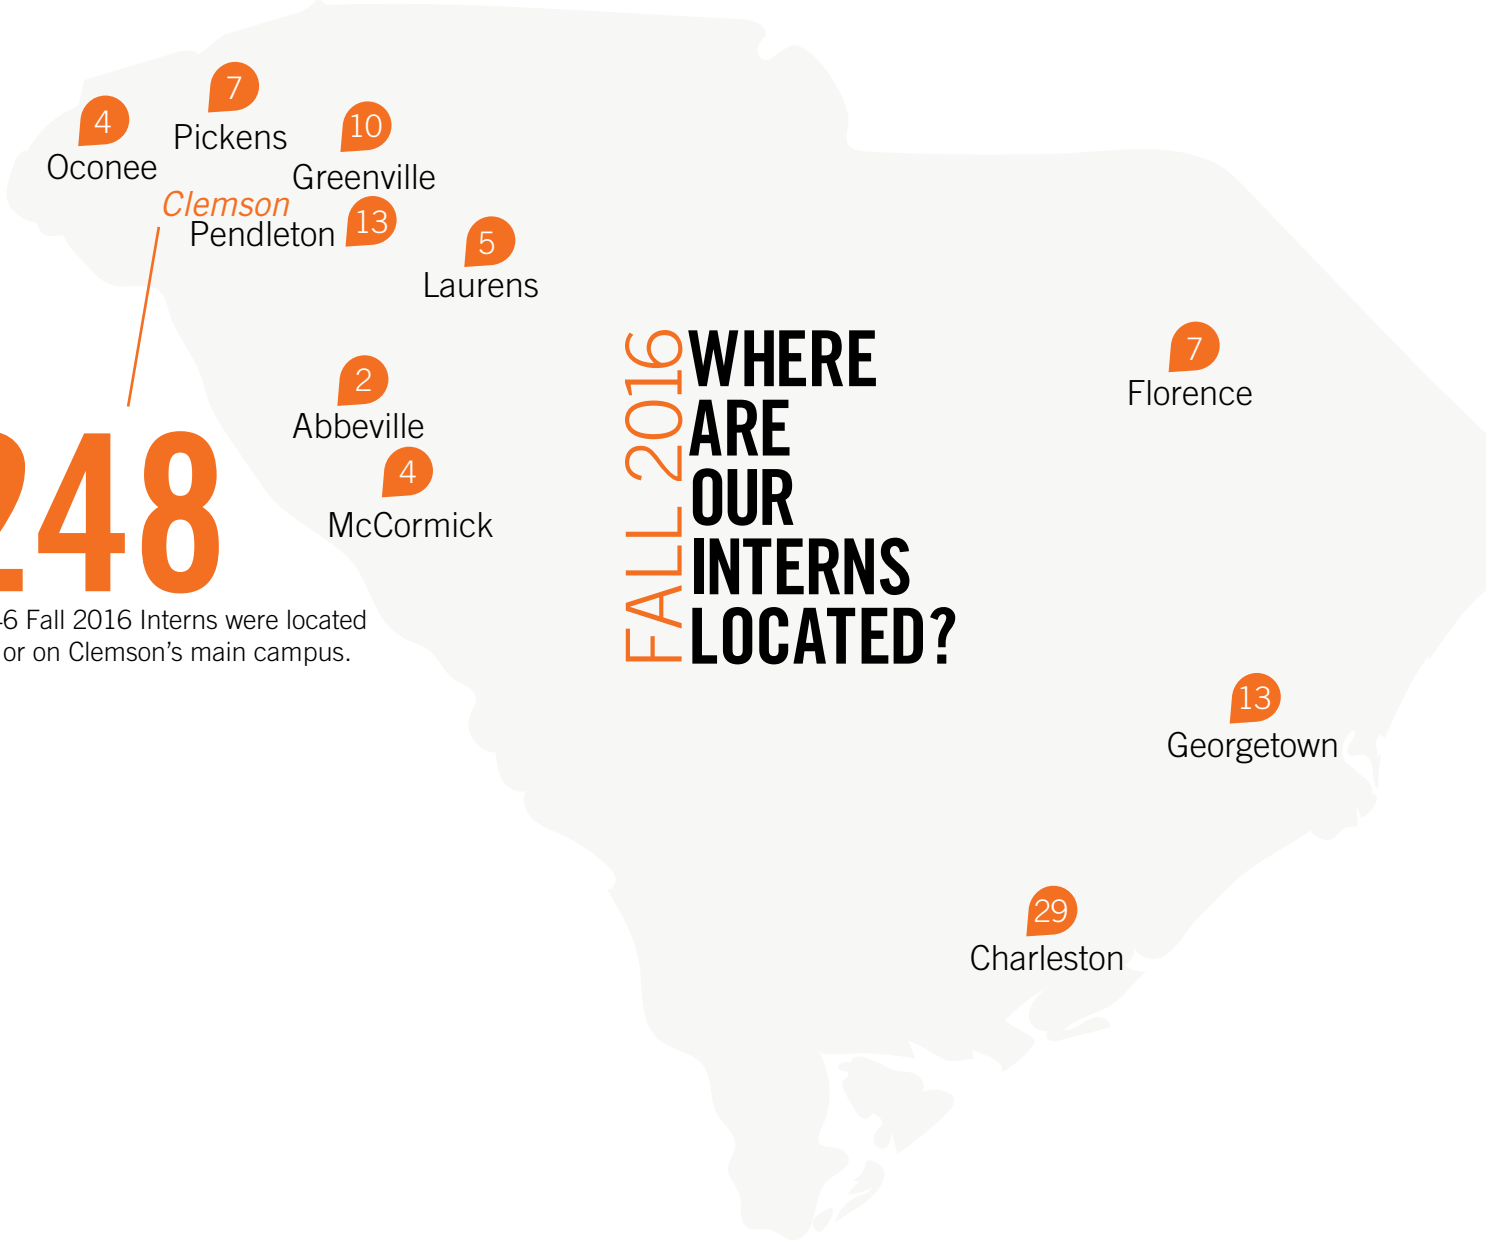 7
Pickens
4
Oconee
10
Greenville
Clemson
Pendleton 13
5
Laurens
2
Abbeville
4
McCormick
248
6 Fall 2016 Interns were located
or on Clemson's main campus.
FALL 2016
WHERE
ARE
OUR
INTERNS
LOCATED?
7
Florence
13
Georgetown
29
Charleston